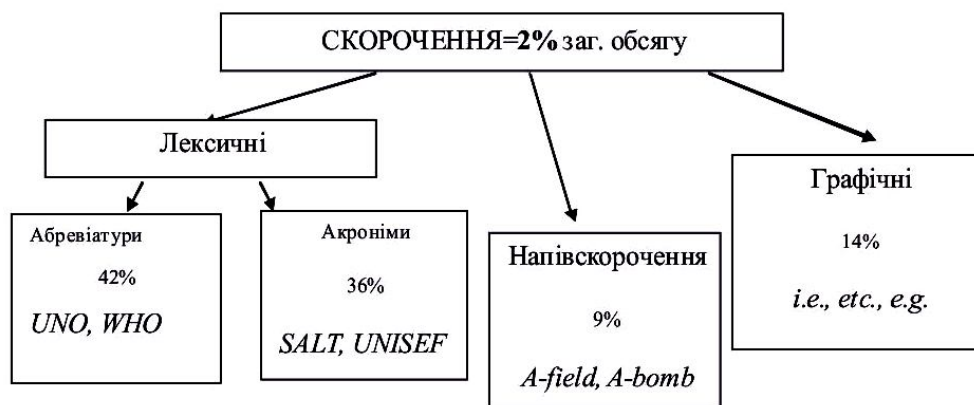 СКОРОЧЕННЯ=2% заг. обсягу
Лексичні
Абревіатури
42%
UNO, WHO
Акроніми
36%
SALT, UNISEF
Напівскорочення
9%
A-field, A-bomb
Графічні
14%
i.e., etc., e.g.